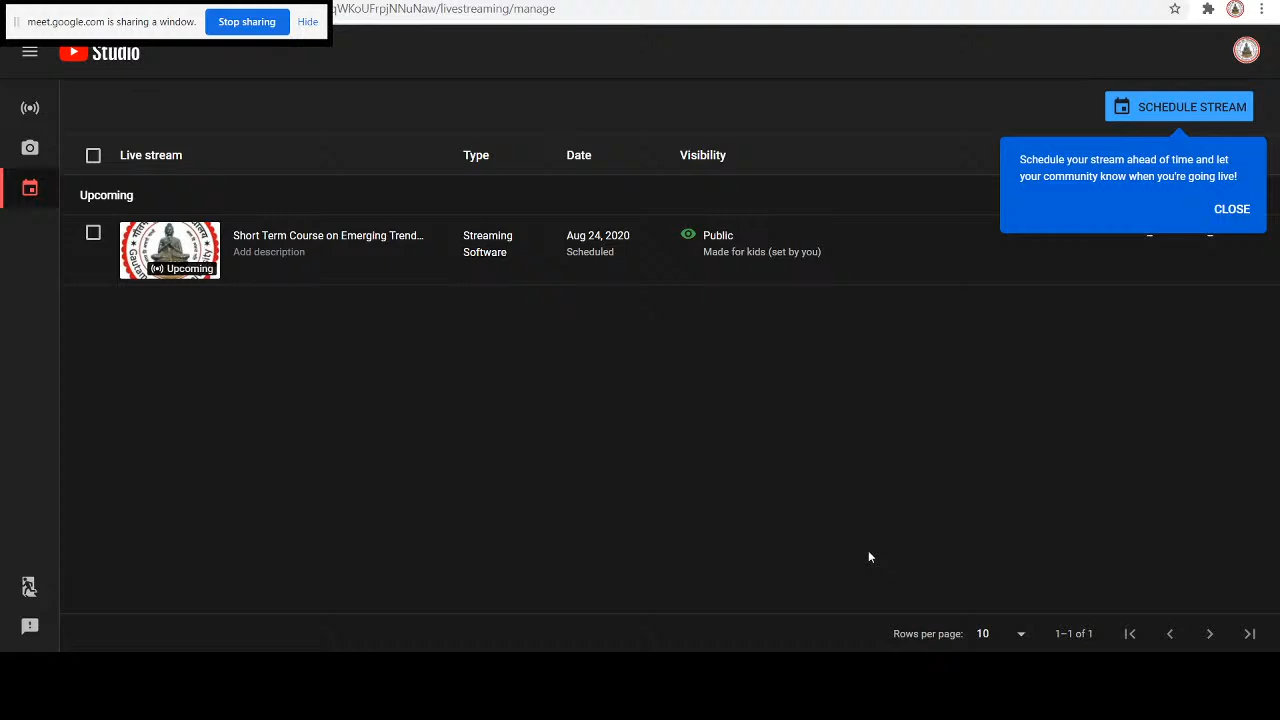 meet.google.com is sharing a window.
Stop sharing
Hide
qWKoUFrpjNNuNaw/livestreaming/manage
Studio
SCHEDULE STREAM
Schedule your stream ahead of time and let
your community know when you're going live!
CLOSE
Live stream
Type
Date
Visibility
Upcoming
Short Term Course on Emerging Trend...
Add description
Upcoming
Streaming
Software
Aug 24, 2020
Scheduled
Public
Made for kids (set by you)
Rows per page:
10
1–1 of 1